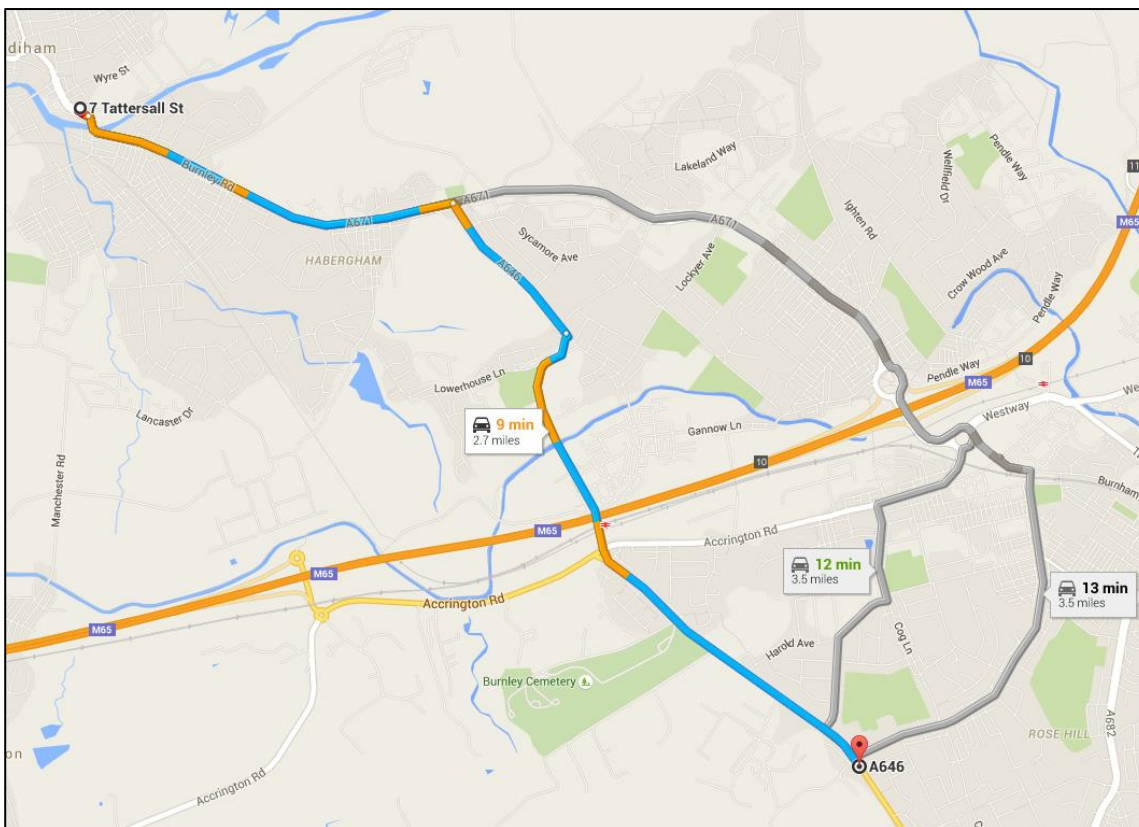 diham
Wyre St
7 Tattersall St
Burnley Rd
A671
HABERGHAM
A646
Sycamore Ave
Lakeland Way
A671
Lockyer Ave
Ighten Rd
Wellfield Dr
Pendle Way
Crow Wood Ave
Pendle Way
11
M65
10
Pendle Way
M65
Westway
We
Lowerhouse Ln
Lancaster Dr
Manchester Rd
9 min
2.7 miles
Gannow Ln
10
Burnham
M65
Accrington Rd
M65
Accrington Rd
M65
12 min
3.5 miles
13 min
3.5 miles
Harold Ave
Cog Ln
Burnley Cemetery
ROSE HILL
A682
on
Accrington Rd
A646